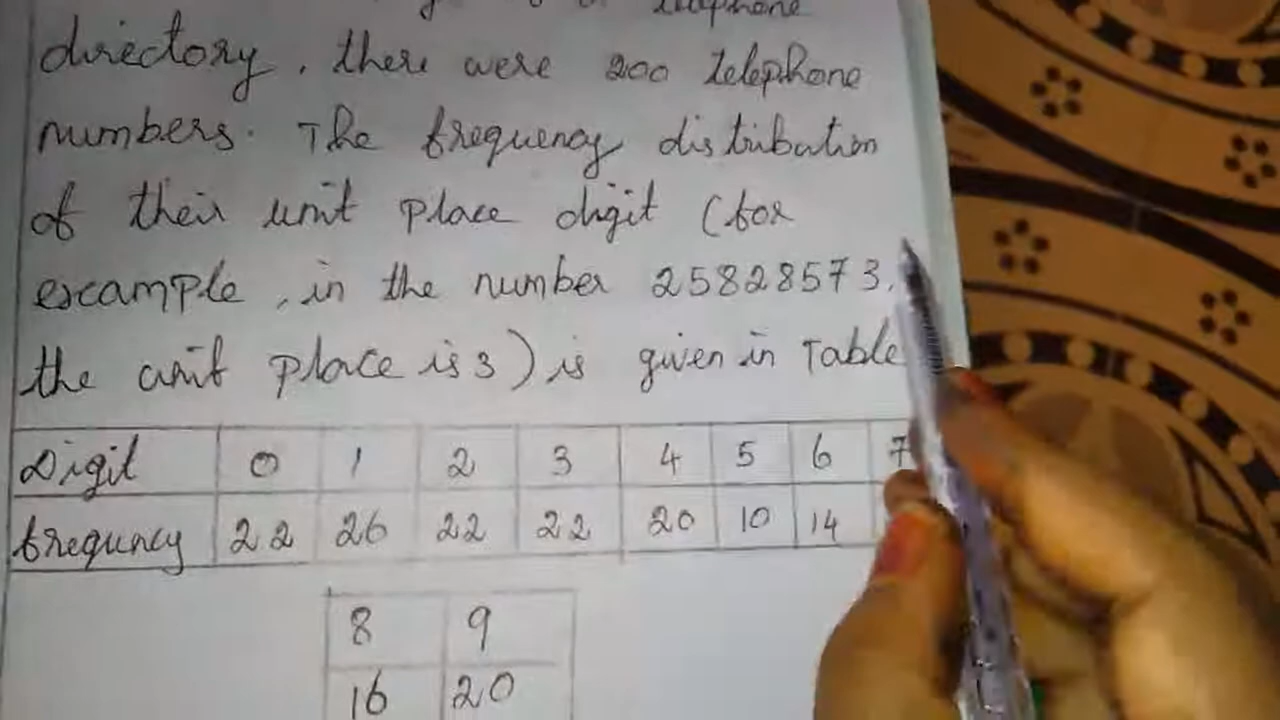 telephone
directory, there were 200 telephone
numbers. The frequency distribution
of their unit place digit (for
example, in the number 25828573,
the unit place is 3) is given in Table
Digit 0 1 2 3 4 5 6 7
frequncy 22 26 22 22 20 10 14
8 9
16 20